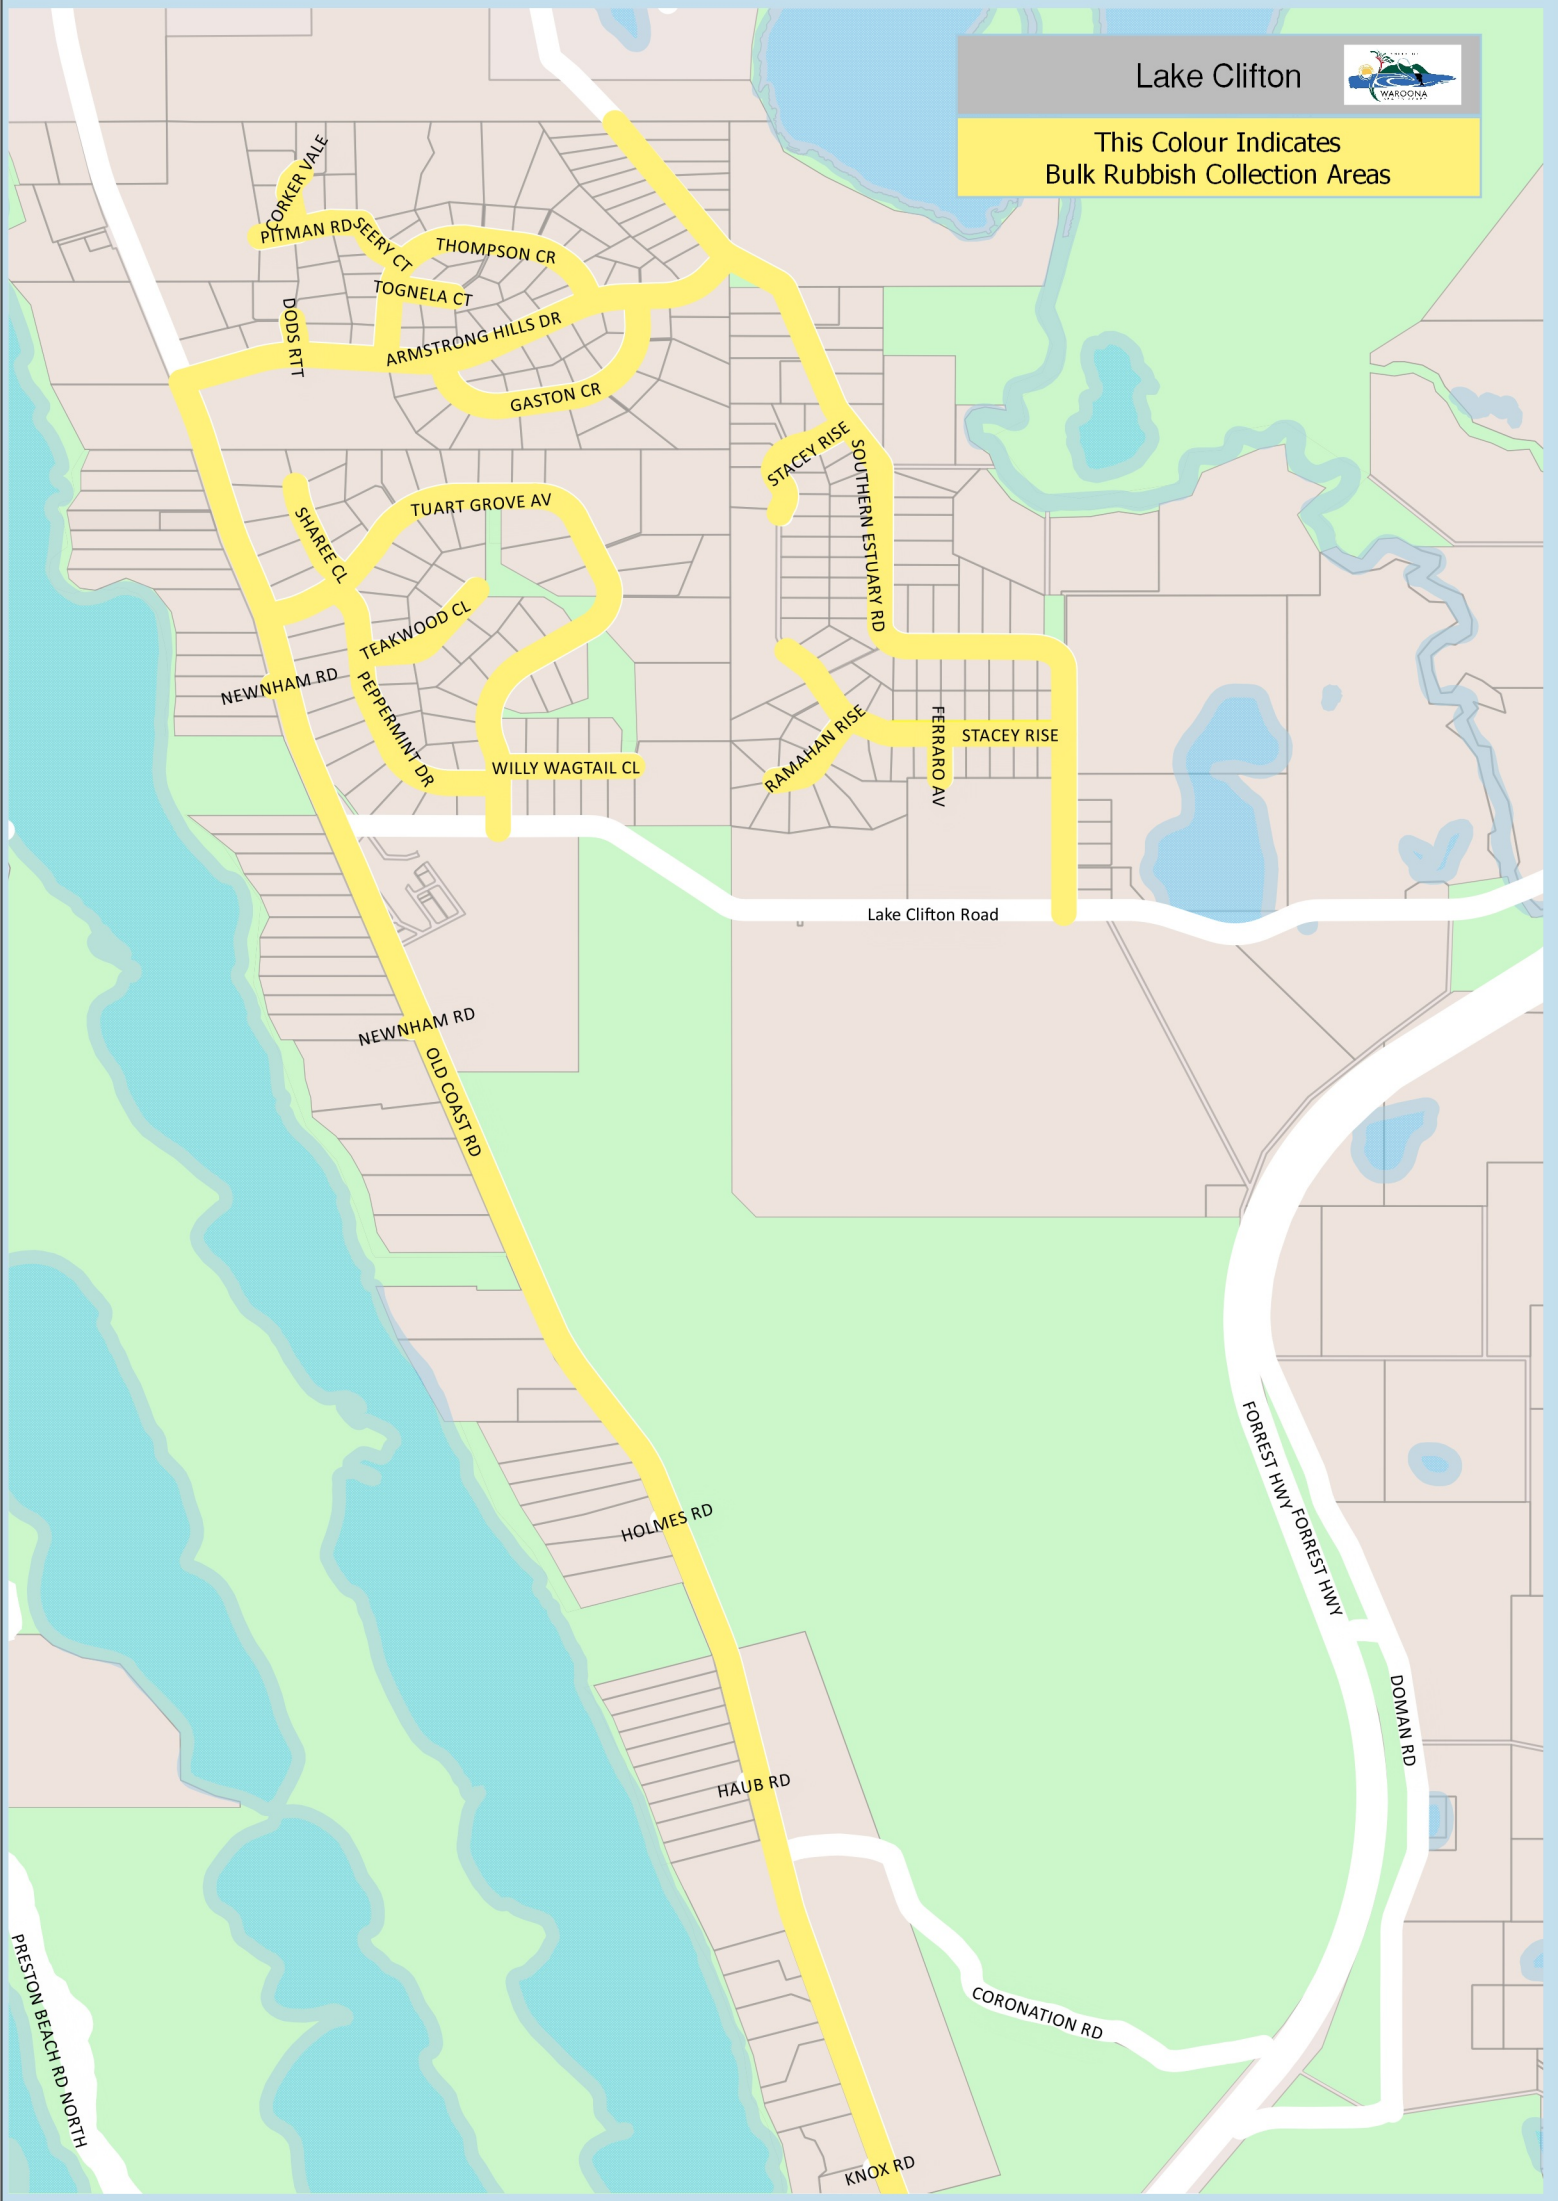 Lake Clifton
WAROONA
This Colour Indicates
Bulk Rubbish Collection Areas
CORKER VALE
PITMAN RD
SEERY CT
THOMPSON CR
TOGNELA CT
DODS RTT
ARMSTRONG HILLS DR
GASTON CR
STACEY RISE
SOUTHERN ESTUARY RD
TUART GROVE AV
SHAREE CL
TEAKWOOD CL
NEWNHAM RD
PEPPERMINT DR
WILLY WAGTAIL CL
RAMAHAN RISE
FERRARO AV
STACEY RISE
Lake Clifton Road
NEWNHAM RD
OLD COAST RD
FORREST HWY
FORREST HWY
HOLMES RD
DOMAN RD
HAUB RD
CORONATION RD
PRESTON BEACH RD NORTH
KNOX RD